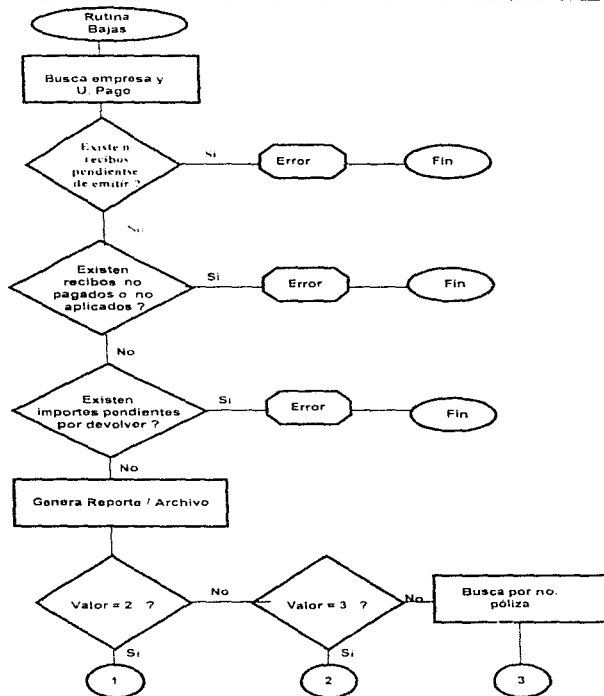 Rutina
Bajas
Busca empresa y
U. Pago
Existen
recibos
pendientse
de emitir ?
Si
Error
Fin
No
Existen
recibos no
pagados o no
aplicados ?
Si
Error
Fin
No
Existen
importes pendientes
por devolver ?
Si
Error
Fin
No
Genera Reporte / Archivo
Valor = 2 ?
No
Valor = 3 ?
No
Busca por no.
póliza
Si
Si
1
2
3